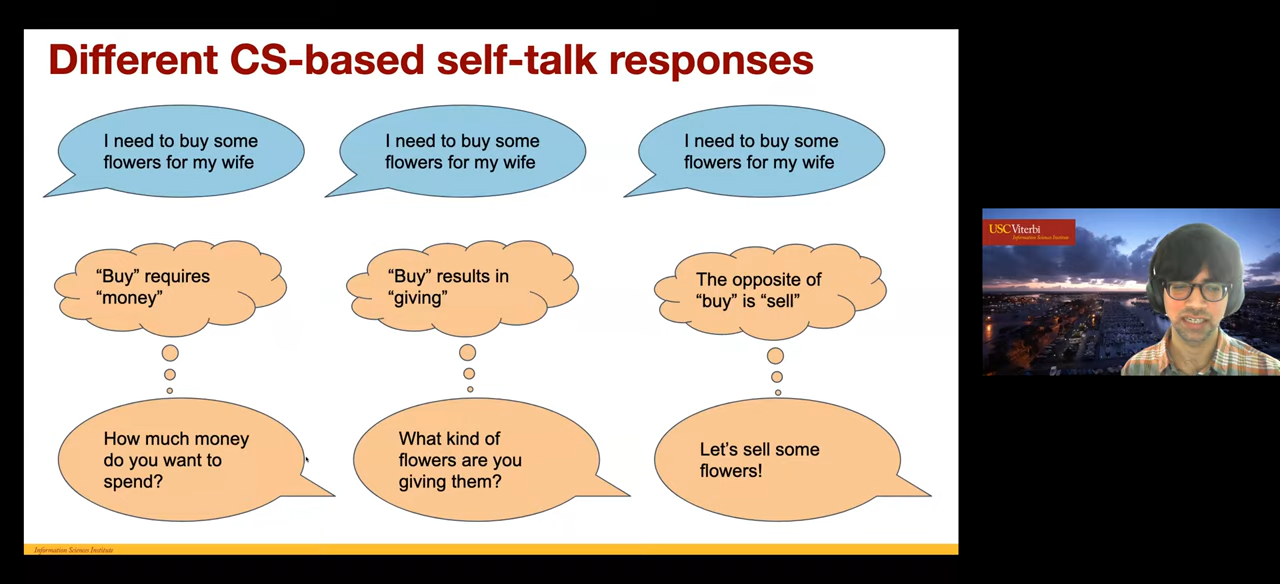 Different CS-based self-talk responses
I need to buy some
flowers for my wife
I need to buy some
flowers for my wife
I need to buy some
flowers for my wife
“Buy” requires
“money”
“Buy” results in
“giving”
The opposite of
“buy” is “sell”
How much money
do you want to
spend?
What kind of
flowers are you
giving them?
Let’s sell some
flowers!
Information Sciences Institute
USC Viterbi
Information Sciences Institute